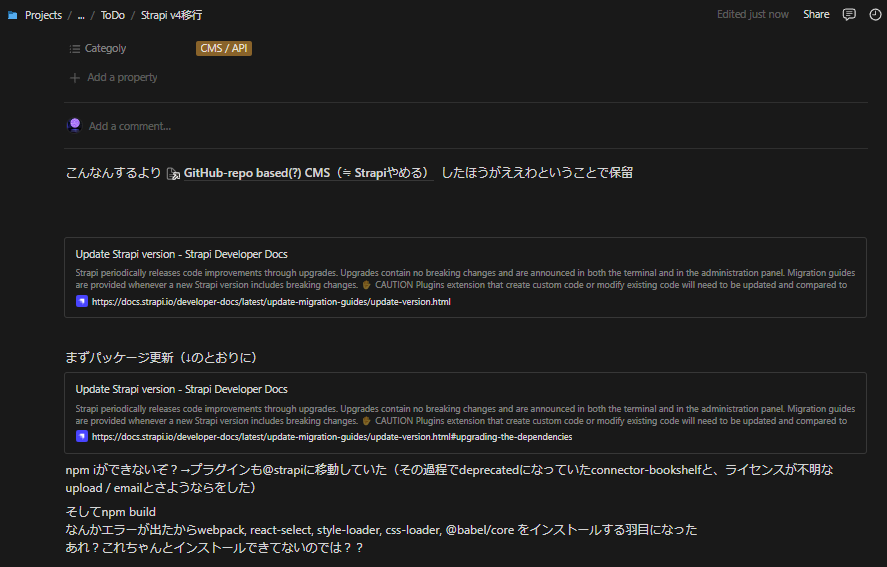 Projects / ... / ToDo / Strapi v4移行
Edited just now Share
Categoly CMS / API
Add a property
Add a comment...
こんなんするより GitHub-repo based(?) CMS（≒ Strapiやめる） したほうがええわということで保留
Update Strapi version - Strapi Developer Docs
Strapi periodically releases code improvements through upgrades. Upgrades contain no breaking changes and are announced in both the terminal and in the administration panel. Migration guides
are provided whenever a new Strapi version includes breaking changes. ✋ CAUTION Plugins extension that create custom code or modify existing code will need to be updated and compared to
https://docs.strapi.io/developer-docs/latest/update-migration-guides/update-version.html
まずパッケージ更新（↓のとおりに）
Update Strapi version - Strapi Developer Docs
Strapi periodically releases code improvements through upgrades. Upgrades contain no breaking changes and are announced in both the terminal and in the administration panel. Migration guides
are provided whenever a new Strapi version includes breaking changes. ✋ CAUTION Plugins extension that create custom code or modify existing code will need to be updated and compared to
https://docs.strapi.io/developer-docs/latest/update-migration-guides/update-version.html#upgrading-the-dependencies
npm iができないぞ？→プラグインも@strapiに移動していた（その過程でdeprecatedになっていたconnector-bookshelfと、ライセンスが不明な
upload / emailとさようならをした）
そしてnpm build
なんかエラーが出たからwebpack, react-select, style-loader, css-loader, @babel/core をインストールする羽目になった
あれ？これちゃんとインストールできてないのでは？？